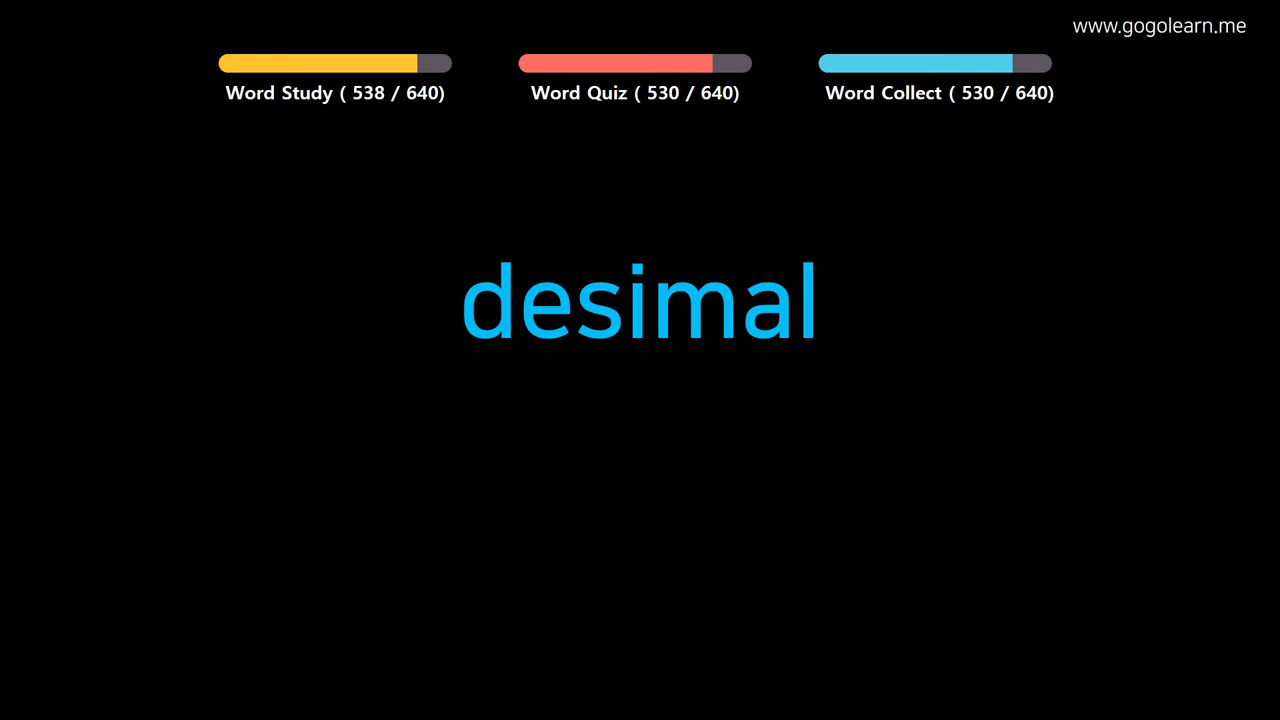 www.gogolearn.me
Word Study ( 538 / 640)
Word Quiz ( 530 / 640)
Word Collect ( 530 / 640)
desimal